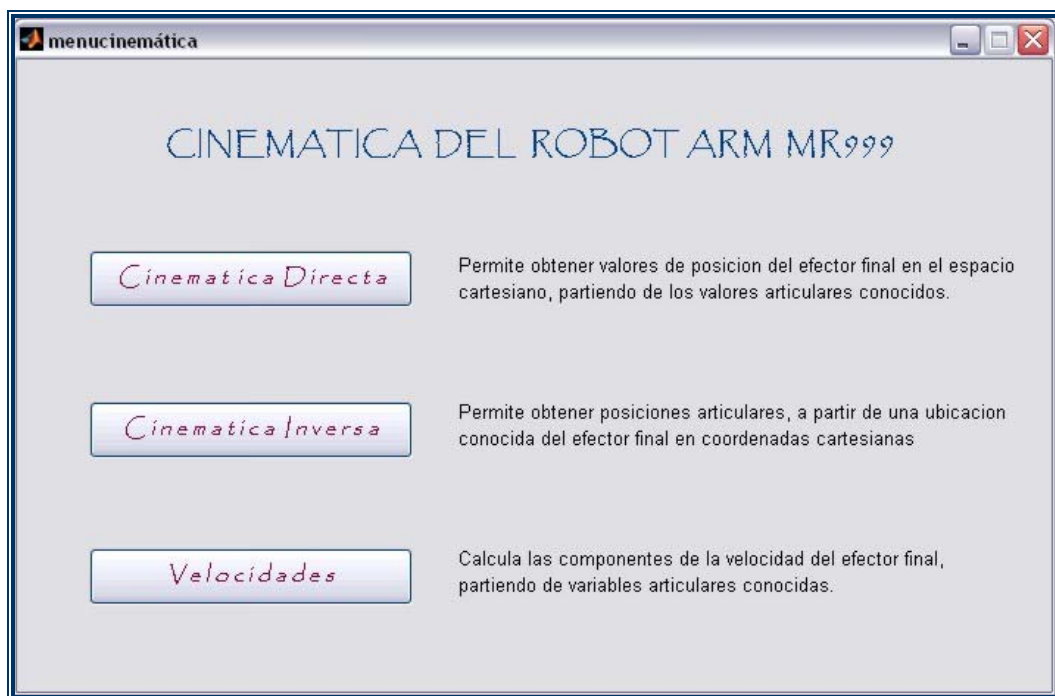 menucinemática
CINEMATICA DEL ROBOT ARM MR999
Cinematica Directa
Permite obtener valores de posicion del efector final en el espacio
cartesiano, partiendo de los valores articulares conocidos.
Cinematica Inversa
Permite obtener posiciones articulares, a partir de una ubicacion
conocida del efector final en coordenadas cartesianas
Velocidades
Calcula las componentes de la velocidad del efector final,
partiendo de variables articulares conocidas.